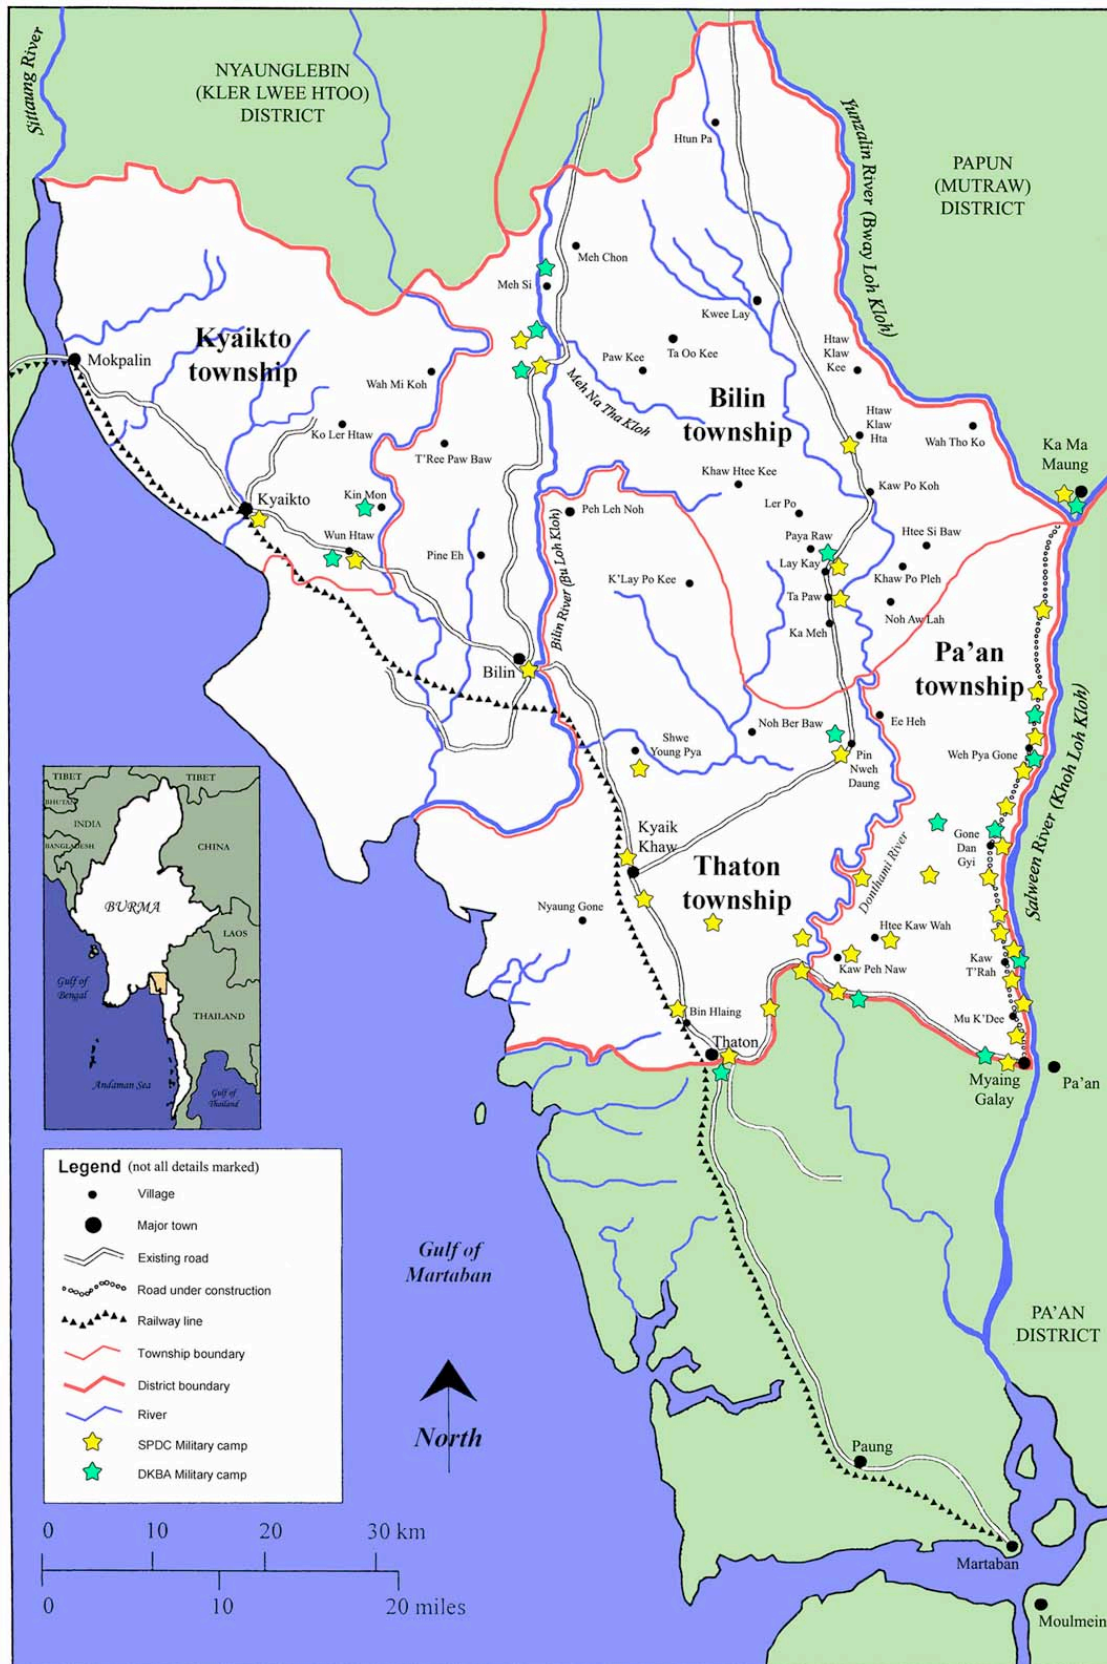 Sittaung River
NYAUNGLEBIN
(KLER LWEE HTOO)
DISTRICT
Yunzalin River (Bway Loh Kloh)
PAPUN
(MUTRAW)
DISTRICT
Htun Pa
Meh Chon
Meh Si
Kwee Lay
Kyaikto
township
Mokpalin
Wah Mi Koh
Ta Oo Kee
Paw Kee
Htaw
Klaw
Kee
Meh Na Tha Kloh
Bilin
township
Ko Ler Htaw
T'Ree Paw Baw
Htaw
Klaw
Hta
Wah Tho Ko
Ka Ma
Maung
Khaw Htee Kee
Kaw Po Koh
Kyaikto
Kin Mon
Peh Leh Noh
Ler Po
Wun Htaw
Pine Eh
Bilin River (Bu Loh Kloh)
Paya Raw
Htee Si Baw
Lay Kay
Khaw Po Pleh
K'Lay Po Kee
Ta Paw
Noh Aw Lah
Ka Meh
Pa'an
township
Bilin
Salween River (Khoh Loh Kloh)
Ee Heh
Noh Ber Baw
Shwe
Young Pya
Pin
Nweh
Daung
Weh Pya Gone
Kyaik
Khaw
Gone
Dan
Gyi
Thaton
township
Donthami River
Nyaung Gone
Htee Kaw Wah
Kaw Peh Naw
Kaw
T'Rah
Bin Hlaing
Mu K'Dee
Thaton
Myaing
Galay
Pa'an
TIBET
TIBET
BHUTAN
INDIA
BANGLADESH
CHINA
BURMA
LAOS
Gulf of
Bengal
THAILAND
Andaman Sea
Gulf of
Thailand
Legend (not all details marked)
Village
Major town
Existing road
Road under construction
Railway line
Township boundary
District boundary
River
SPDC Military camp
DKBA Military camp
Gulf of
Martaban
North
PA'AN
DISTRICT
Paung
Martaban
Moulmein
0 10 20 30 km
0 10 20 miles